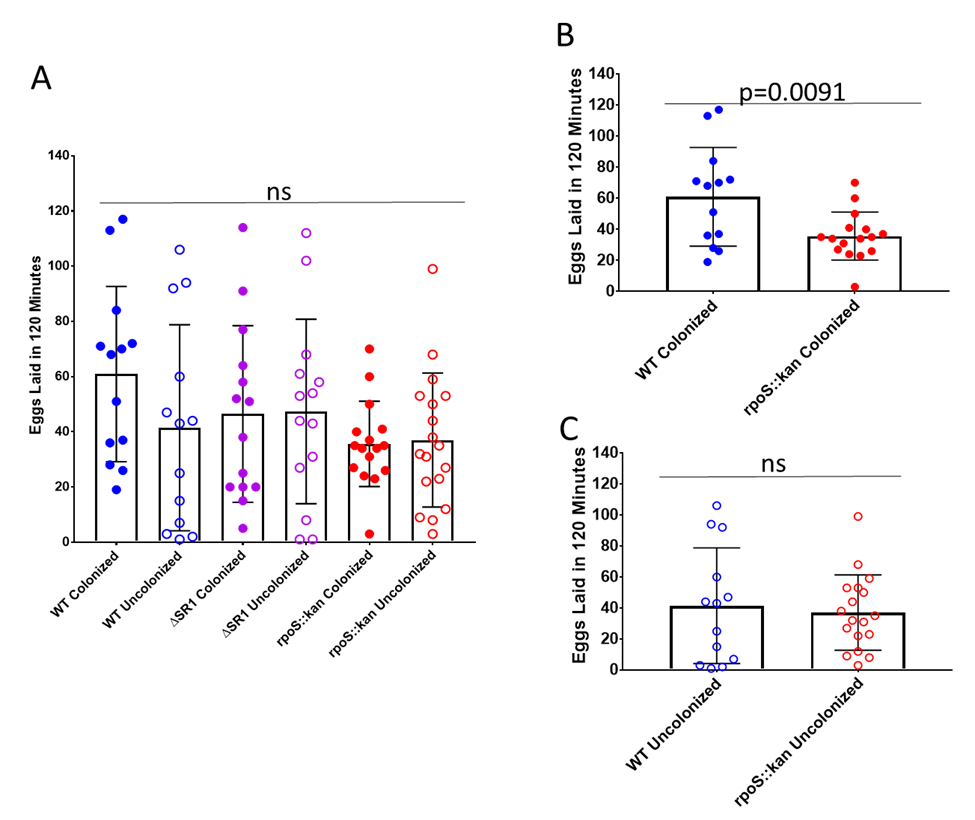 A
Eggs Laid in 120 Minutes
140
120
100
80
60
40
20
0
ns
WT Colonized
WT Uncolonized
ΔSR1 Colonized
ΔSR1 Uncolonized
rpoS::kan Colonized
rpoS::kan Uncolonized
B
Eggs Laid in 120 Minutes
140
120
100
80
60
40
20
0
p=0.0091
WT Colonized
rpoS::kan Colonized
C
Eggs Laid in 120 Minutes
140
120
100
80
60
40
20
0
ns
WT Uncolonized
rpoS::kan Uncolonized